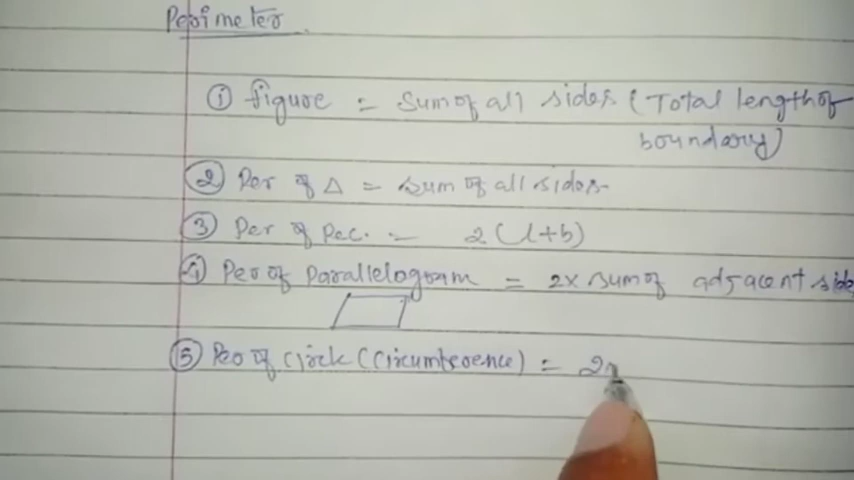 Perimeter
① figure = Sum of all sides (Total length of
boundary)
② Per of Δ = Sum of all sides
③ Per of Rec. = 2(l+b)
④ Per of Parallelogram = 2x sum of adjacent side
⑤ Per of Circle (Circumference) = 2